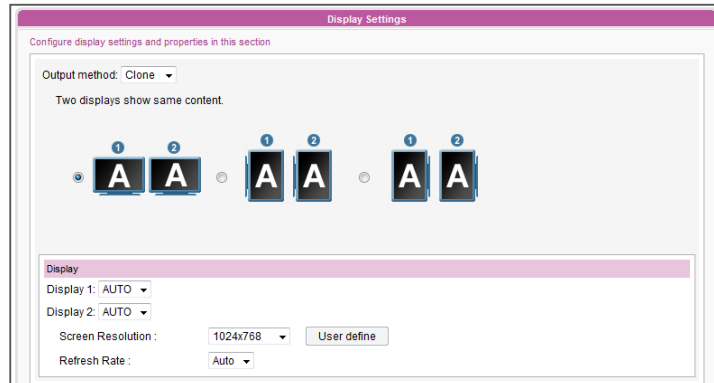 Display Settings
Configure display settings and properties in this section
Output method: Clone
Two displays show same content.
1 2 1 2 1 2
A A A A A A
Display
Display 1: AUTO
Display 2: AUTO
Screen Resolution : 1024x768 User define
Refresh Rate : Auto